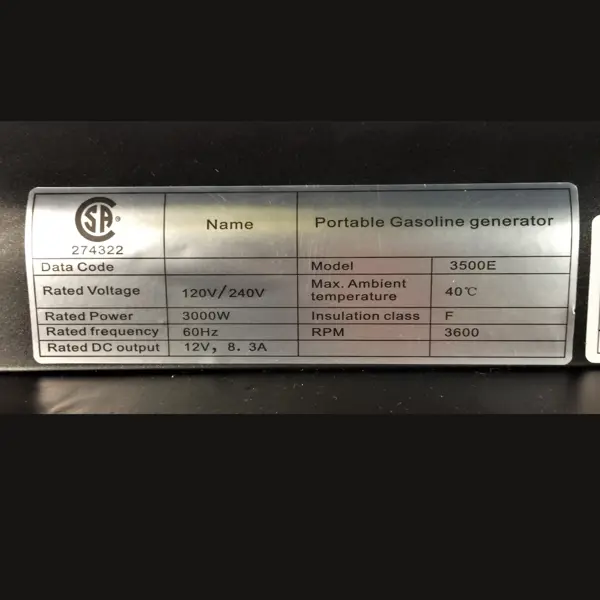 CSA ®
274322
Name
Portable Gasoline generator
Data Code
Model
3500E
Rated Voltage
120V/240V
Max. Ambient
temperature
40℃
Rated Power
3000W
Insulation class
F
Rated frequency
60Hz
RPM
3600
Rated DC output
12V, 8. 3A